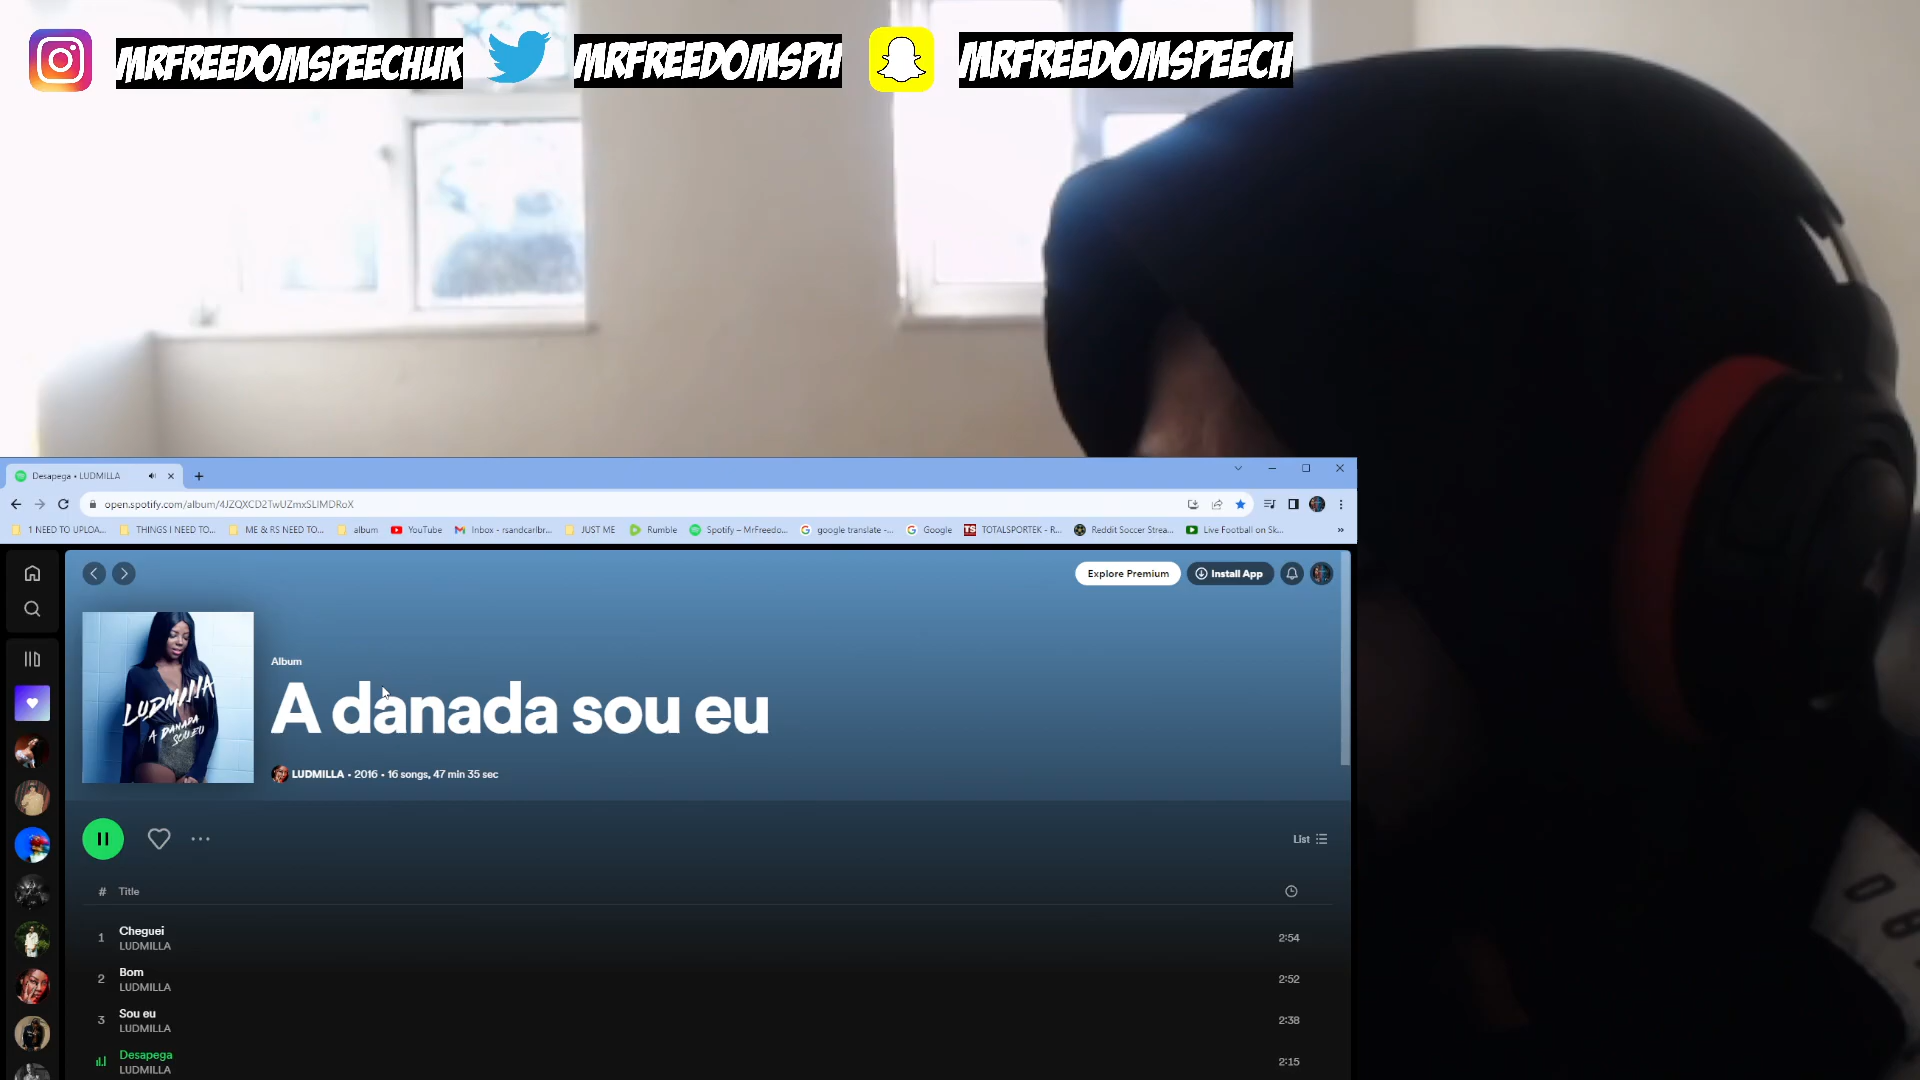 MRFREEDOMSPEECHUK MRFREEDOMSPH MRFREEDOMSPEECH
Desapega • LUDMILLA
open.spotify.com/album/4JZQXCD2TwUZmxSLIMDRoX
1 NEED TO UPLOA... THINGS I NEED TO... ME & RS NEED TO... album YouTube Inbox - rsandcarlbr... JUST ME Rumble Spotify – MrFreedo... google translate -... Google TOTALSPORTEK - R... Reddit Soccer Strea... Live Football on Sk...
Explore Premium Install App
LUDMILLA
A DANADA
SOU EU
Album
A danada sou eu
LUDMILLA • 2016 • 16 songs, 47 min 35 sec
List
# Title
1 Cheguei 2:54
LUDMILLA
2 Bom 2:52
LUDMILLA
3 Sou eu 2:38
LUDMILLA
Desapega 2:15
LUDMILLA